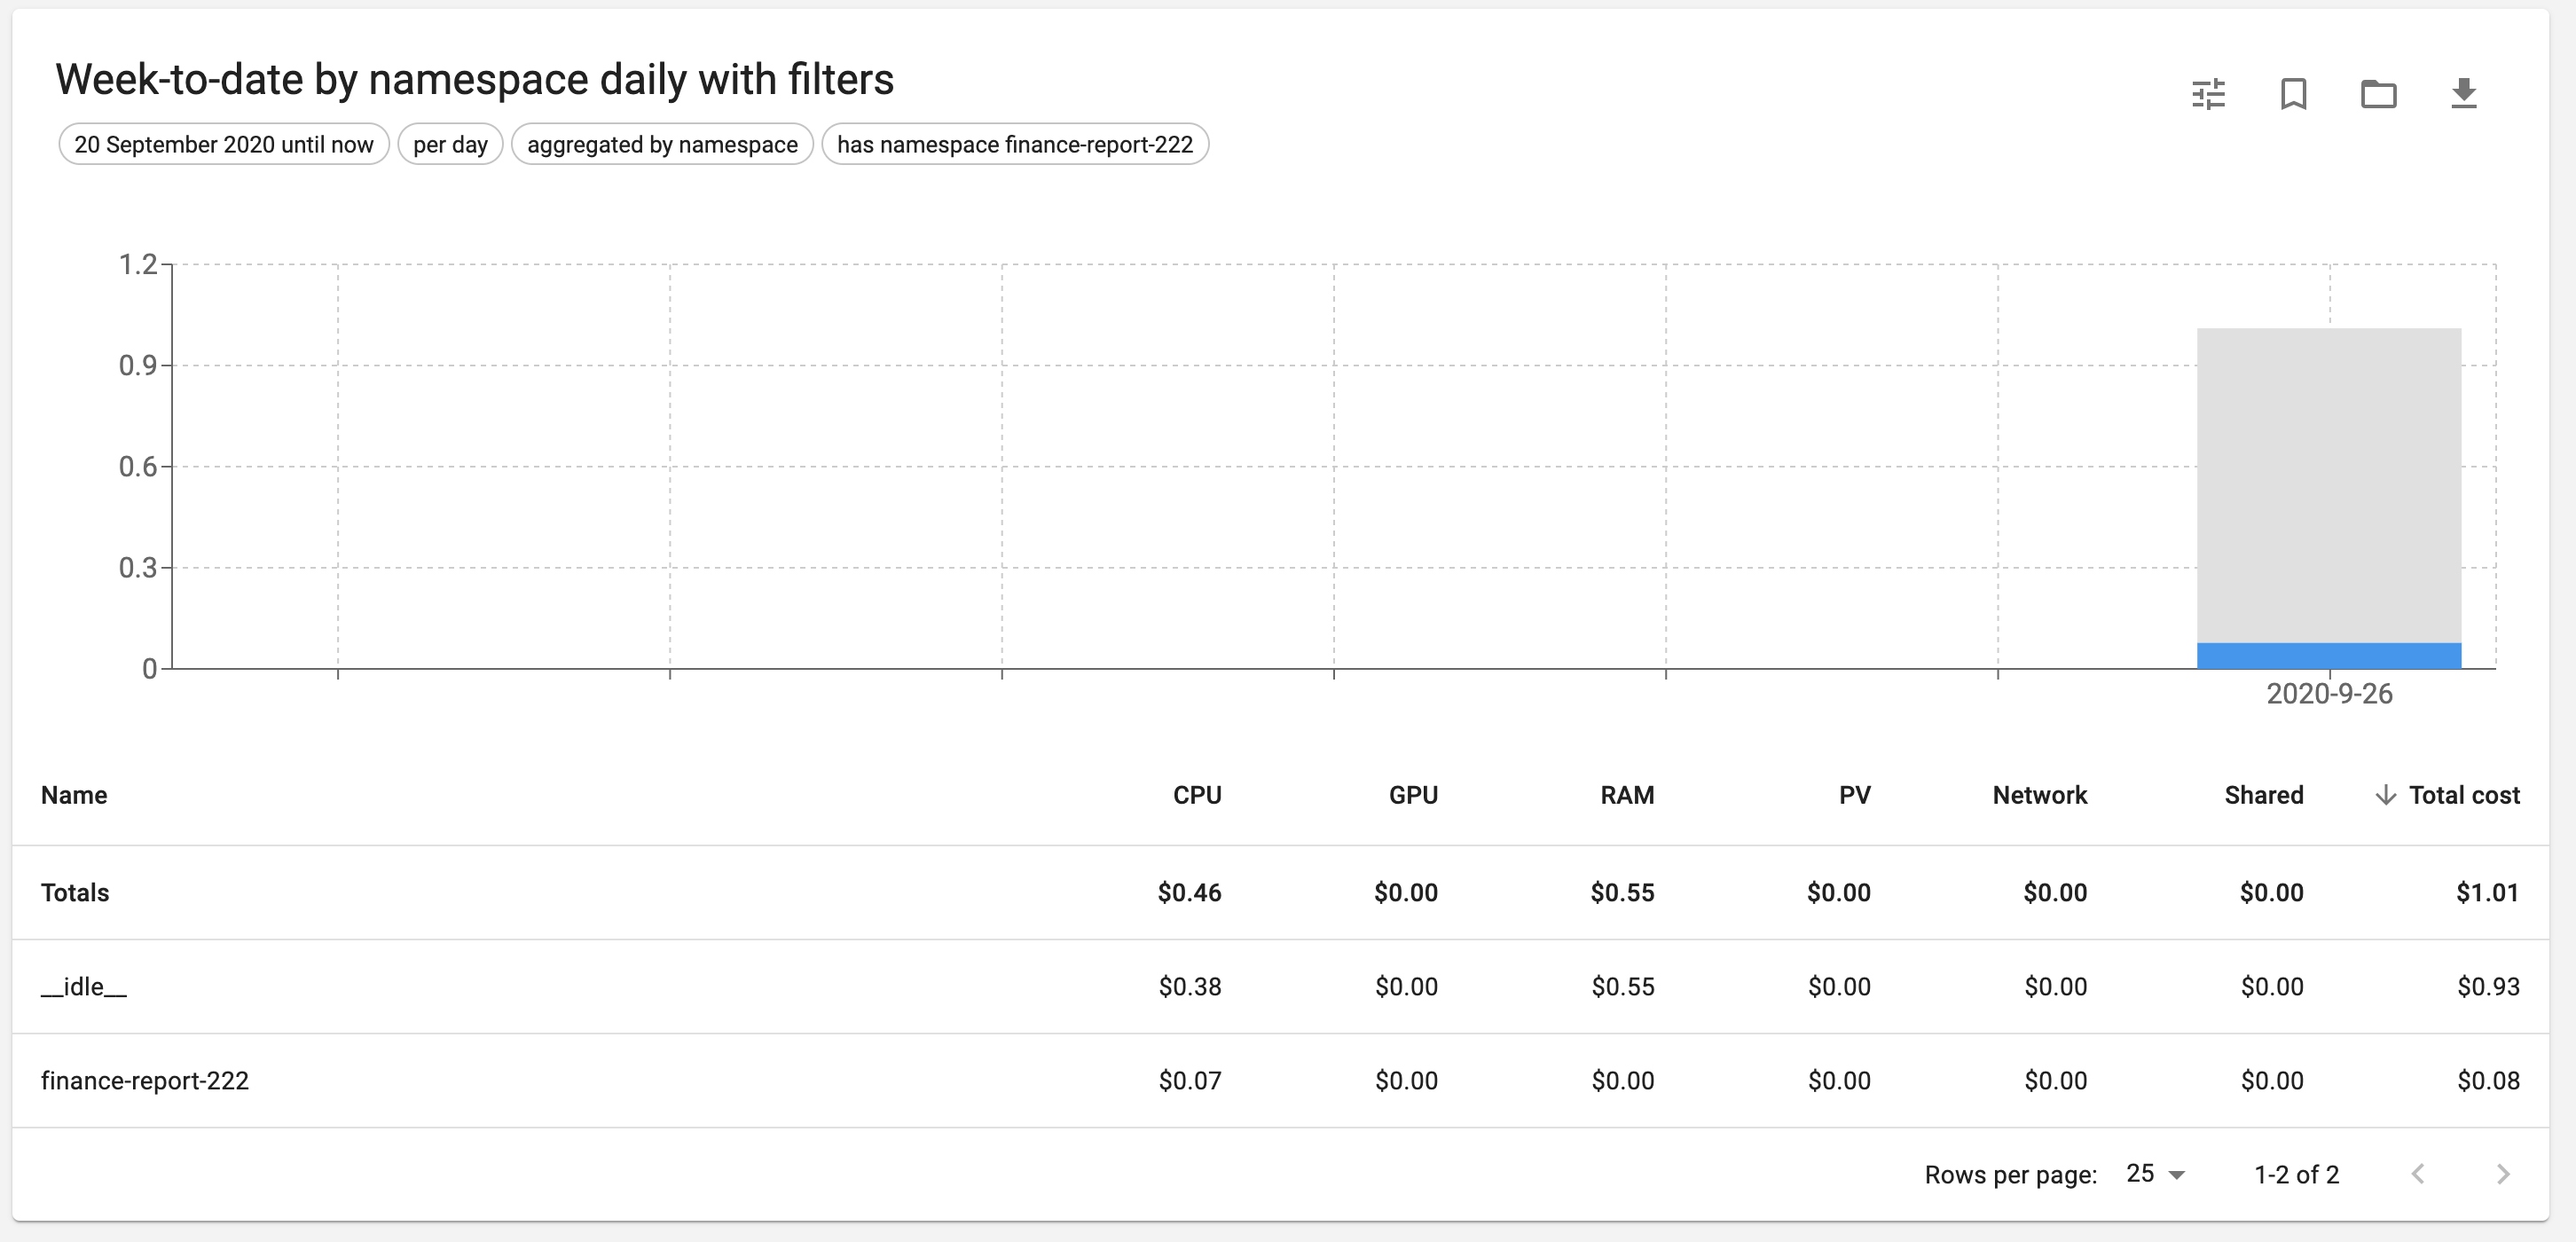 Week-to-date by namespace daily with filters
20 September 2020 until now per day aggregated by namespace has namespace finance-report-222
1.2
0.9
0.6
0.3
0
2020-9-26
Name CPU GPU RAM PV Network Shared Total cost
Totals $0.46 $0.00 $0.55 $0.00 $0.00 $0.00 $1.01
__idle__ $0.38 $0.00 $0.55 $0.00 $0.00 $0.00 $0.93
finance-report-222 $0.07 $0.00 $0.00 $0.00 $0.00 $0.00 $0.08
Rows per page: 25 1-2 of 2